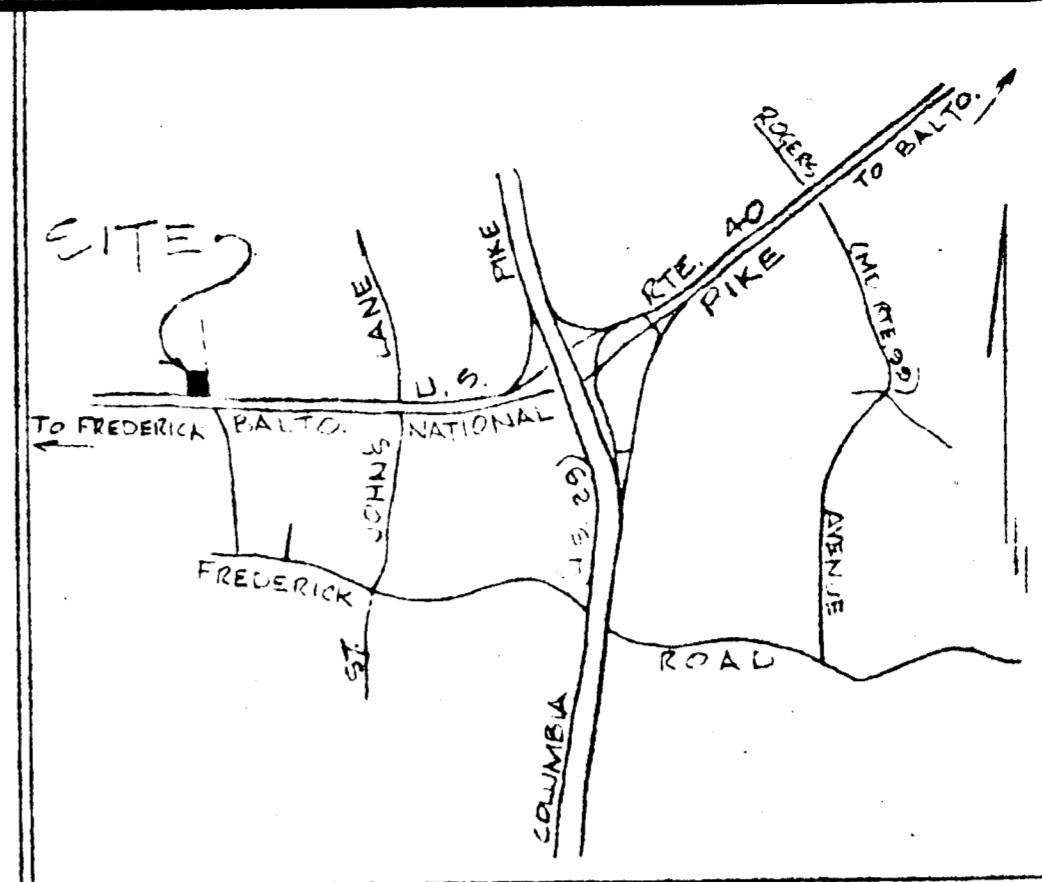 SITE
ROGERS
TO BALTO.
PIKE
RTE. 40
PIKE
LANE
(MD. RTE. 99)
U. S.
TO FREDERICK
BALTO.
NATIONAL
JOHN'S
(U.S. 29)
AVENUE
FREDERICK
ST.
ROAD
COLUMBIA